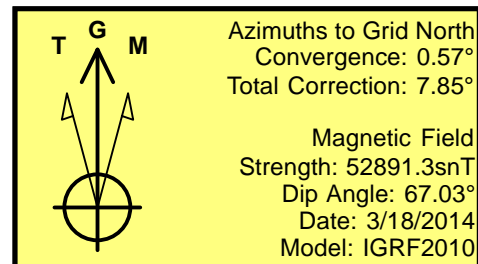 T G M
Azimuths to Grid North
Convergence: 0.57°
Total Correction: 7.85°
Magnetic Field
Strength: 52891.3snT
Dip Angle: 67.03°
Date: 3/18/2014
Model: IGRF2010